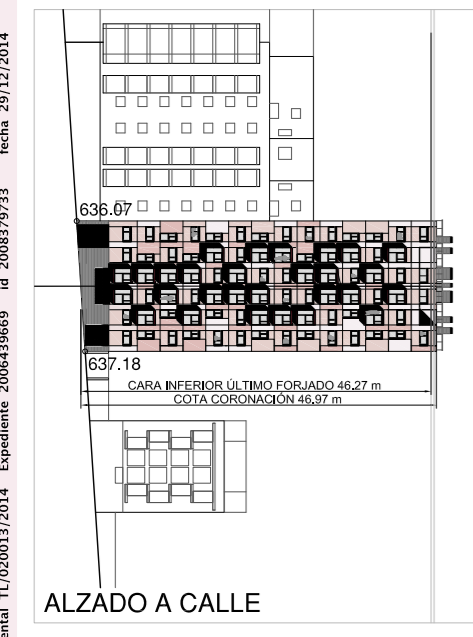 ental TL/020013/2014 Expediente 2006439669 id 2008379733 fecha 29/12/2014
636.07
637.18
CARA INFERIOR ÚLTIMO FORJADO 46.27 m
COTA CORONACIÓN 46.97 m
ALZADO A CALLE